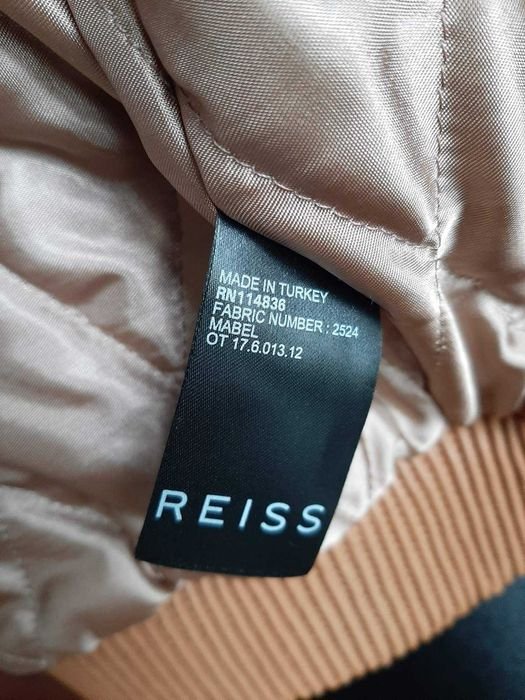 MADE IN TURKEY
RN114836
FABRIC NUMBER : 2524
MABEL
OT 17.6.013.12
REISS